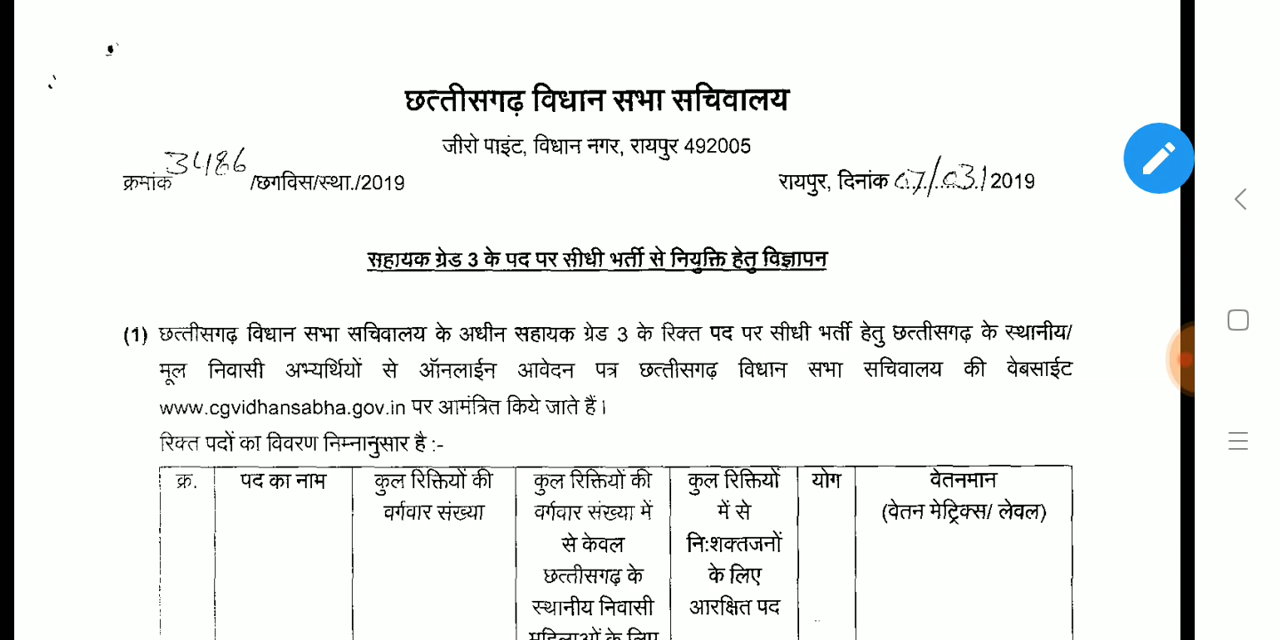 छत्तीसगढ़ विधान सभा सचिवालय
जीरो पाइंट, विधान नगर, रायपुर 492005
क्रमांक 3486 /छगविस/स्था./2019
रायपुर, दिनांक 07/03/2019
सहायक ग्रेड 3 के पद पर सीधी भर्ती से नियुक्ति हेतु विज्ञापन
(1) छत्तीसगढ़ विधान सभा सचिवालय के अधीन सहायक ग्रेड 3 के रिक्त पद पर सीधी भर्ती हेतु छत्तीसगढ़ के स्थानीय/
मूल निवासी अभ्यर्थियों से ऑनलाईन आवेदन पत्र छत्तीसगढ़ विधान सभा सचिवालय की वेबसाईट
www.cgvidhansabha.gov.in पर आमंत्रित किये जाते हैं।
रिक्त पदों का विवरण निम्नानुसार है :-
क्र.
पद का नाम
कुल रिक्तियों की
वर्गवार संख्या
कुल रिक्तियों की
वर्गवार संख्या में
से केवल
छत्तीसगढ़ के
स्थानीय निवासी
महिलाओं के लिए
कुल रिक्तियों
में से
नि:शक्तजनों
के लिए
आरक्षित पद
योग
वेतनमान
(वेतन मेट्रिक्स/ लेवल)